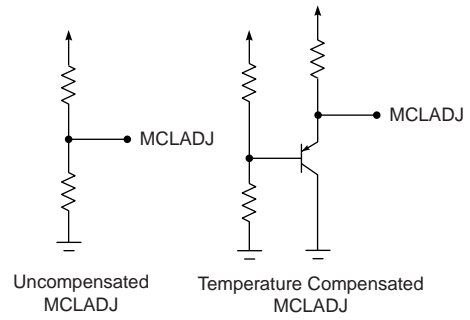 MCLADJ
MCLADJ
Uncompensated
MCLADJ
Temperature Compensated
MCLADJ